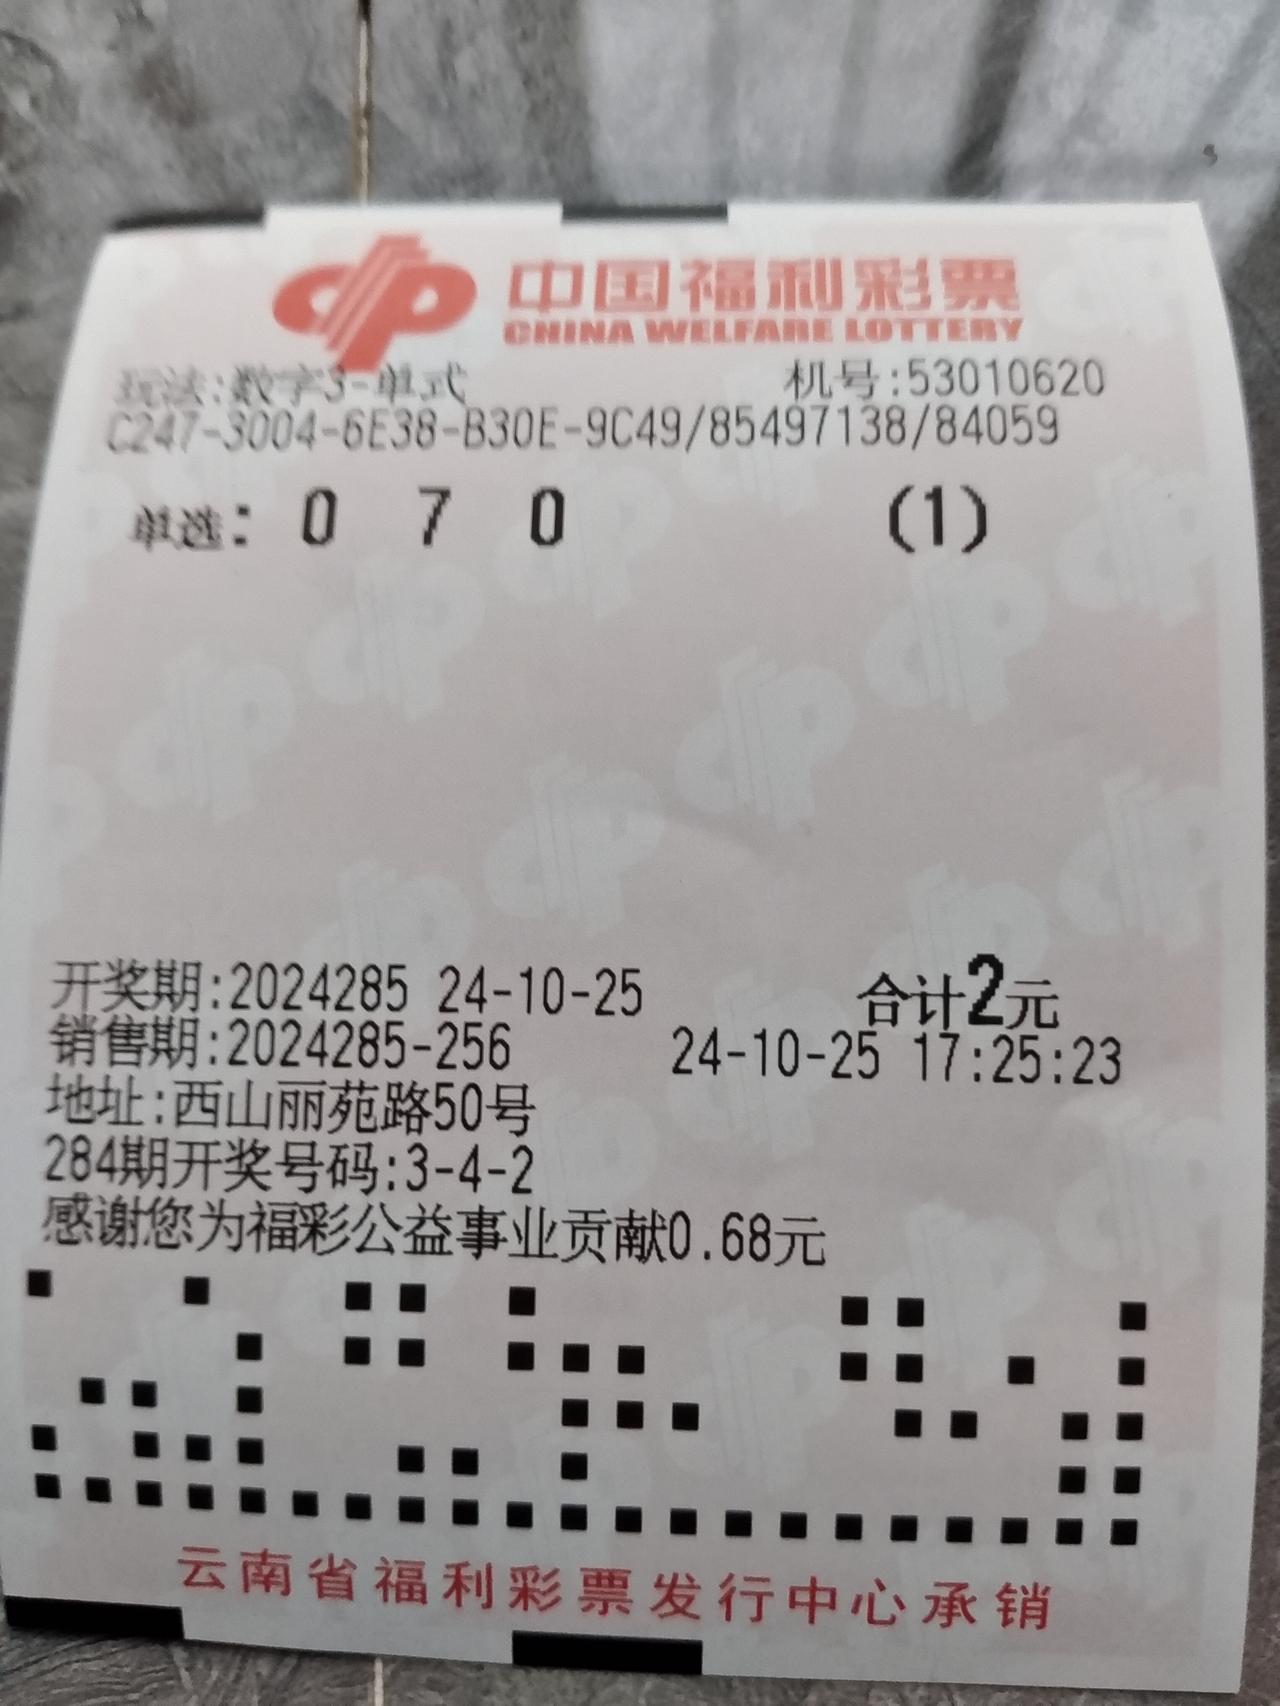 中国福利彩票
CHINA WELFARE LOTTERY
玩法:数字3-单式 机号:53010620
C247-3004-6E38-B30E-9C49/85497138/84059
单选: 0 7 0 (1)
开奖期:2024285 24-10-25 合计2元
销售期:2024285-256 24-10-25 17:25:23
地址:西山丽苑路50号
284期开奖号码:3-4-2
感谢您为福彩公益事业贡献0.68元
云南省福利彩票发行中心承销